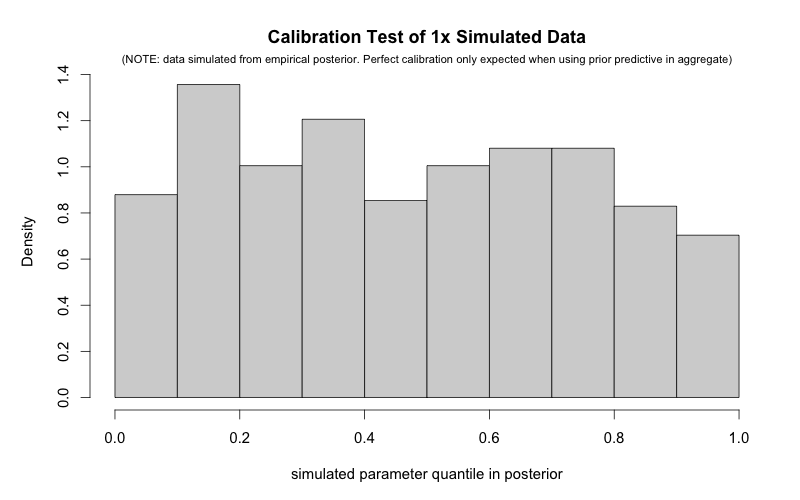 Calibration Test of 1x Simulated Data
(NOTE: data simulated from empirical posterior. Perfect calibration only expected when using prior predictive in aggregate)
1.4
1.2
1.0
0.8
0.6
0.4
0.2
0.0
Density
0.0 0.2 0.4 0.6 0.8 1.0
simulated parameter quantile in posterior